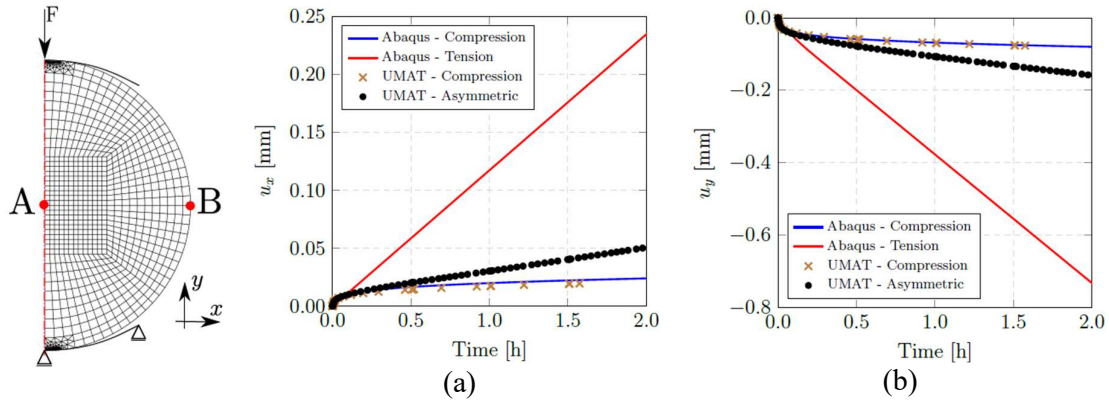 F
A
B
y
x
0.25
0.20
0.15
0.10
0.05
0.00
u_x [mm]
Abaqus - Compression
Abaqus - Tension
UMAT - Compression
UMAT - Asymmetric
0.0 0.5 1.0 1.5 2.0
Time [h]
(a)
0.0
−0.2
−0.4
−0.6
−0.8
u_y [mm]
Abaqus - Compression
Abaqus - Tension
UMAT - Compression
UMAT - Asymmetric
0.0 0.5 1.0 1.5 2.0
Time [h]
(b)